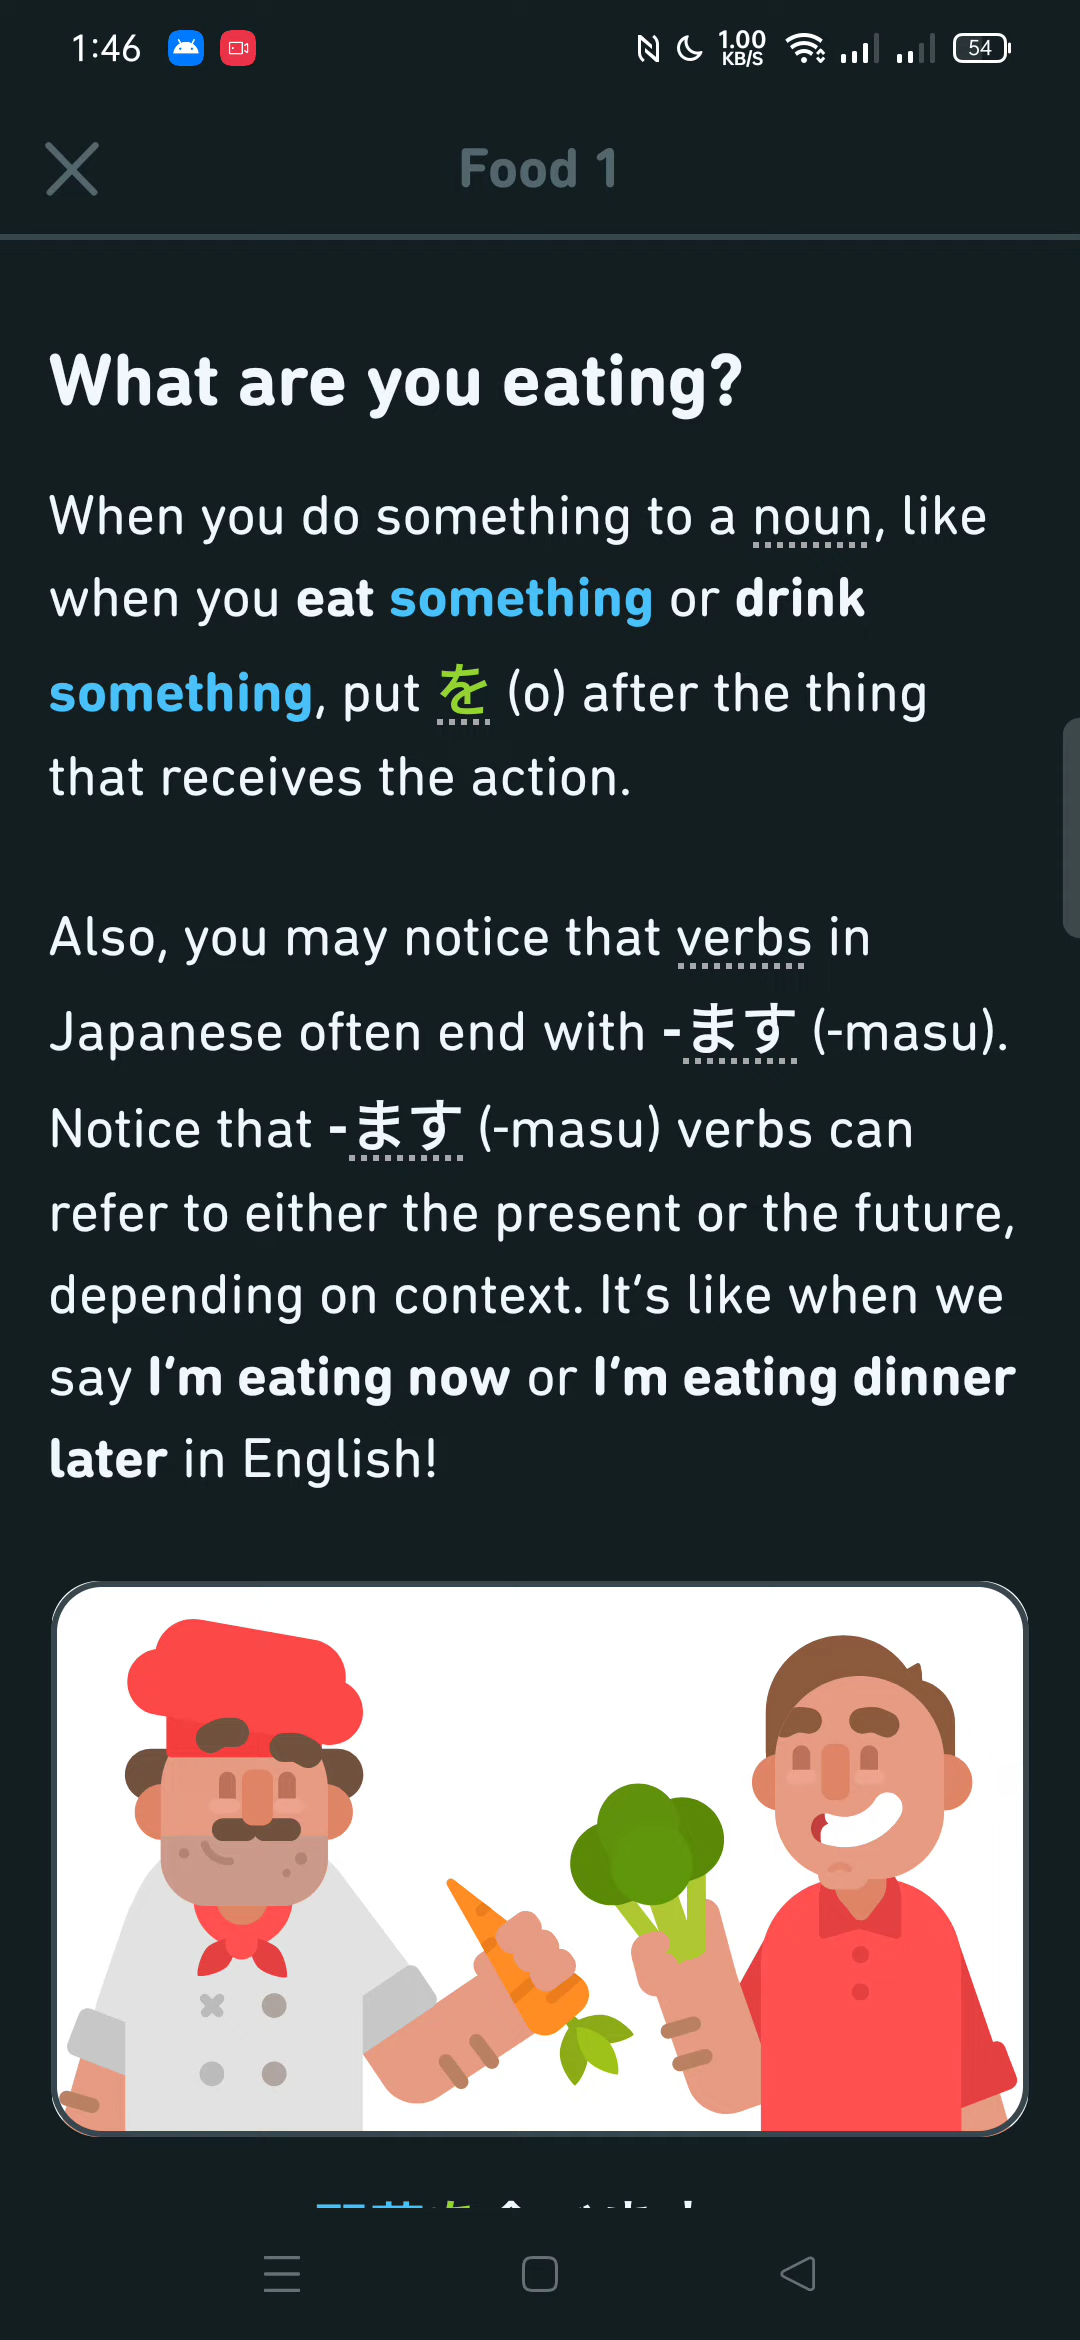 1:46
1.00
KB/S
54
Food 1
What are you eating?
When you do something to a noun, like
when you eat something or drink
something, put を (o) after the thing
that receives the action.
Also, you may notice that verbs in
Japanese often end with -ます (-masu).
Notice that -ます (-masu) verbs can
refer to either the present or the future,
depending on context. It's like when we
say I'm eating now or I'm eating dinner
later in English!